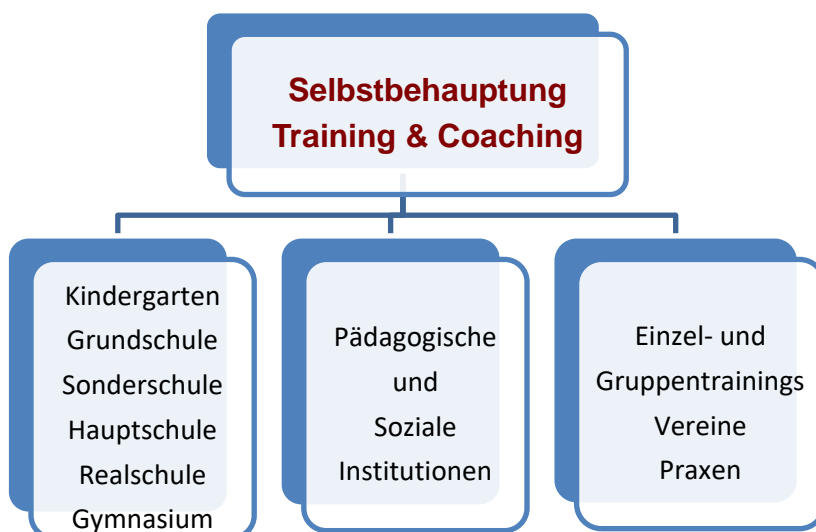 Selbstbehauptung
Training & Coaching
Kindergarten
Grundschule
Sonderschule
Hauptschule
Realschule
Gymnasium
Pädagogische
und
Soziale
Institutionen
Einzel- und
Gruppentrainings
Vereine
Praxen